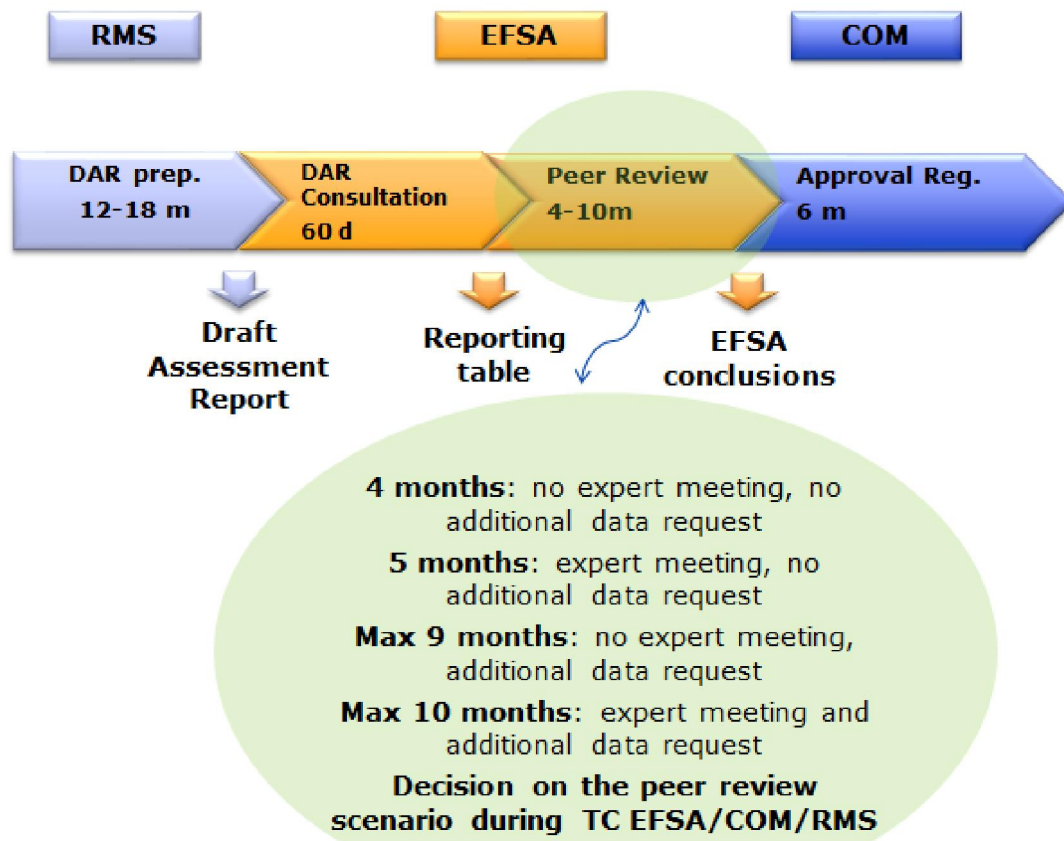 RMS
EFSA
COM
DAR prep.
12-18 m
DAR
Consultation
60 d
Peer Review
4-10m
Approval Reg.
6 m
Draft
Assessment
Report
Reporting
table
EFSA
conclusions
4 months: no expert meeting, no
additional data request
5 months: expert meeting, no
additional data request
Max 9 months: no expert meeting,
additional data request
Max 10 months: expert meeting and
additional data request
Decision on the peer review
scenario during TC EFSA/COM/RMS